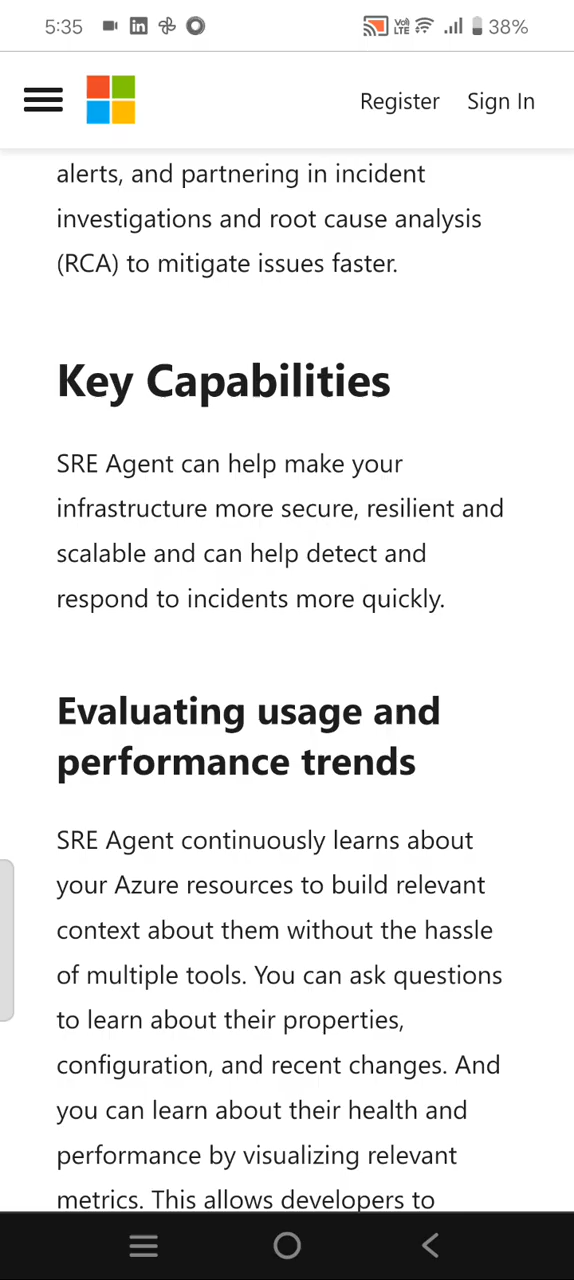 5:35
Vol) LTE 38%
Register Sign In
alerts, and partnering in incident
investigations and root cause analysis
(RCA) to mitigate issues faster.
Key Capabilities
SRE Agent can help make your
infrastructure more secure, resilient and
scalable and can help detect and
respond to incidents more quickly.
Evaluating usage and
performance trends
SRE Agent continuously learns about
your Azure resources to build relevant
context about them without the hassle
of multiple tools. You can ask questions
to learn about their properties,
configuration, and recent changes. And
you can learn about their health and
performance by visualizing relevant
metrics. This allows developers to